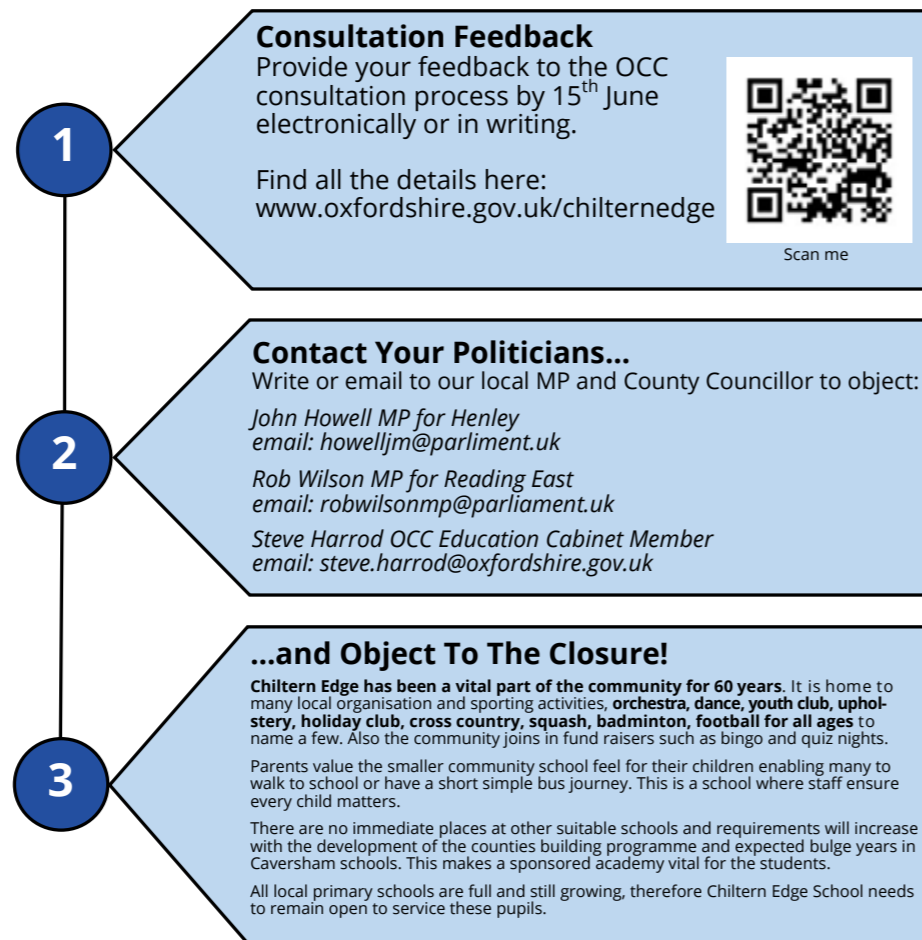 Consultation Feedback
Provide your feedback to the OCC
consultation process by 15th June
electronically or in writing.
Find all the details here:
www.oxfordshire.gov.uk/chilternedge
Scan me
1
Contact Your Politicians...
Write or email to our local MP and County Councillor to object:
John Howell MP for Henley
email: howelljm@parliment.uk
Rob Wilson MP for Reading East
email: robwilsonmp@parliament.uk
Steve Harrod OCC Education Cabinet Member
email: steve.harrod@oxfordshire.gov.uk
2
...and Object To The Closure!
Chiltern Edge has been a vital part of the community for 60 years. It is home to
many local organisation and sporting activities, orchestra, dance, youth club, uphol-
stery, holiday club, cross country, squash, badminton, football for all ages to
name a few. Also the community joins in fund raisers such as bingo and quiz nights.
Parents value the smaller community school feel for their children enabling many to
walk to school or have a short simple bus journey. This is a school where staff ensure
every child matters.
There are no immediate places at other suitable schools and requirements will increase
with the development of the counties building programme and expected bulge years in
Caversham schools. This makes a sponsored academy vital for the students.
All local primary schools are full and still growing, therefore Chiltern Edge School needs
to remain open to service these pupils.
3